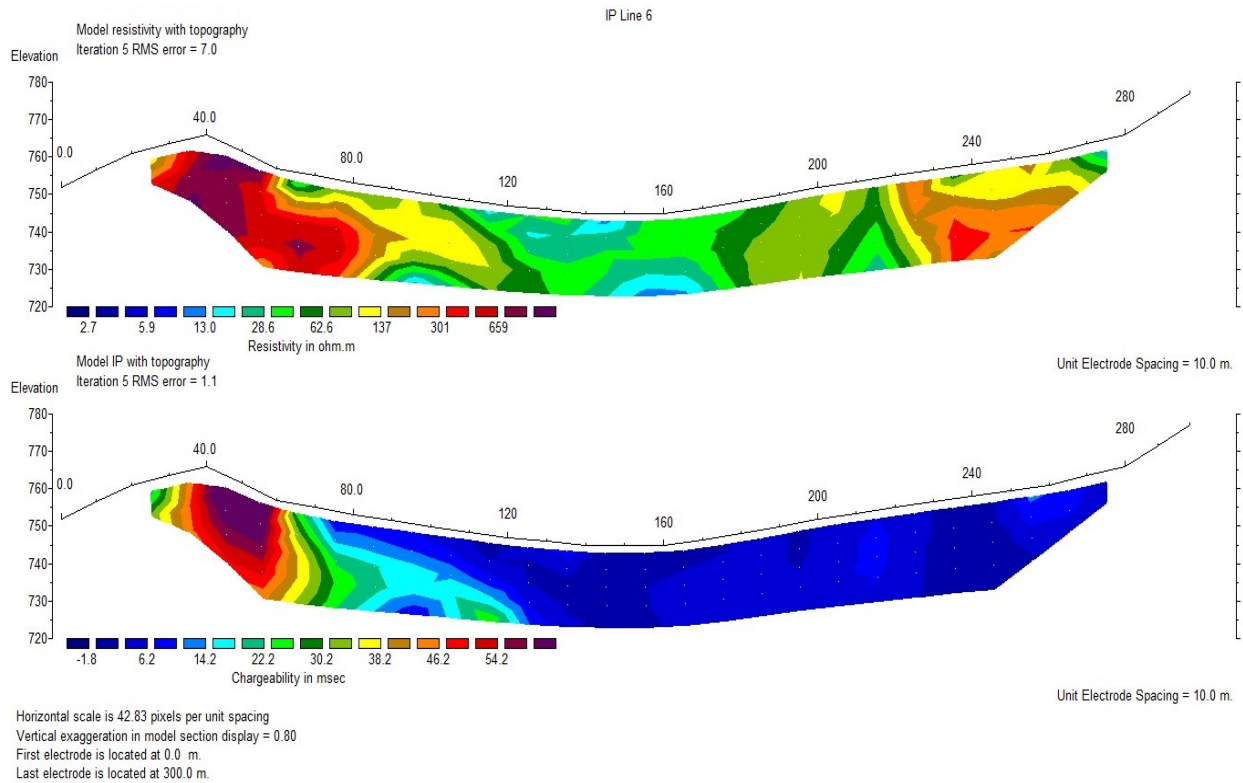 IP Line 6
Model resistivity with topography
Iteration 5 RMS error = 7.0
Elevation
780
770
760
750
740
730
720
0.0
40.0
80.0
120
160
200
240
280
2.7 5.9 13.0 28.6 62.6 137 301 659
Resistivity in ohm.m
Unit Electrode Spacing = 10.0 m.
Model IP with topography
Iteration 5 RMS error = 1.1
Elevation
780
770
760
750
740
730
720
0.0
40.0
80.0
120
160
200
240
280
-1.8 6.2 14.2 22.2 30.2 38.2 46.2 54.2
Chargeability in msec
Unit Electrode Spacing = 10.0 m.
Horizontal scale is 42.83 pixels per unit spacing
Vertical exaggeration in model section display = 0.80
First electrode is located at 0.0 m.
Last electrode is located at 300.0 m.